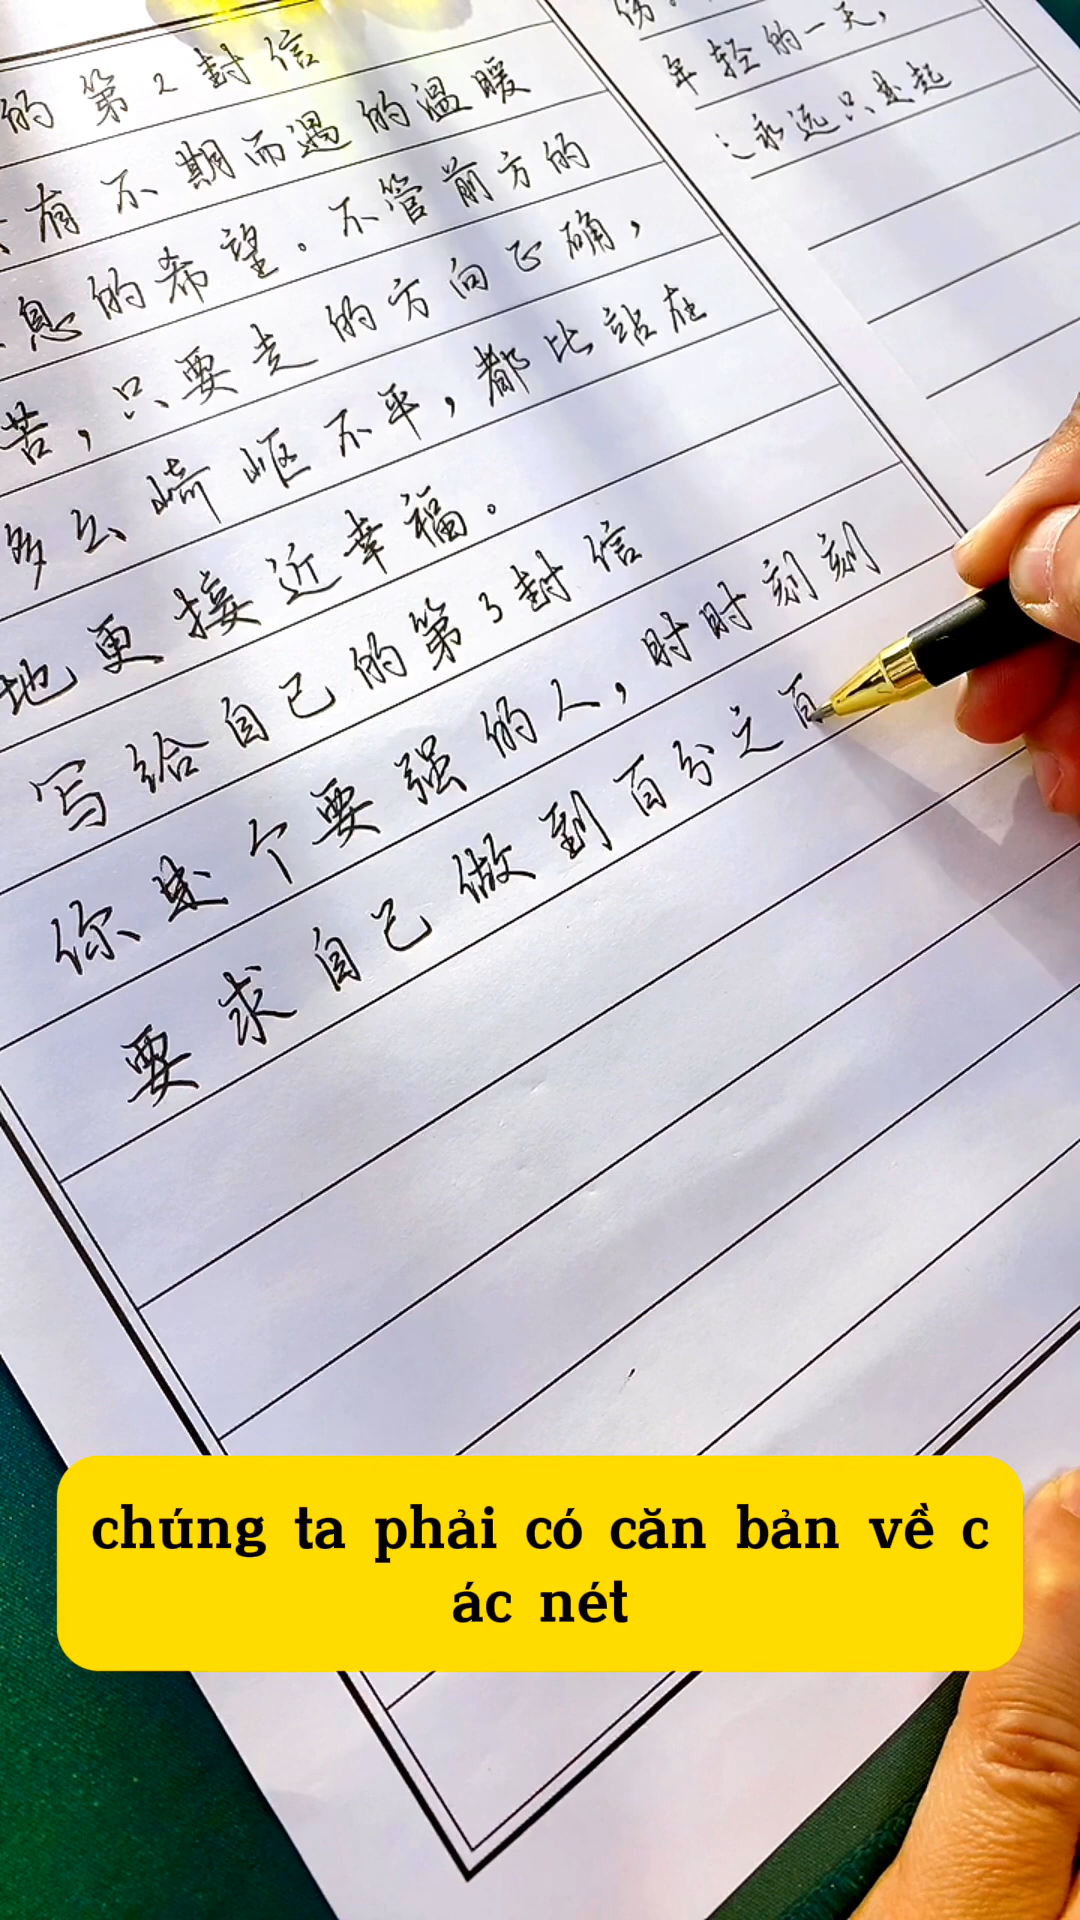 的第2封信
有不期而遇的温暖
息的希望。不管前方的
苦，只要走的方向正确，
多么崎岖不平，都比站在
地更接近幸福。
写给自己的第3封信
你是个要强的人，时时刻刻
要求自己做到百分之百
年轻的一天，
永远只是起
chứng ta phải có căn bản về c
ác nét